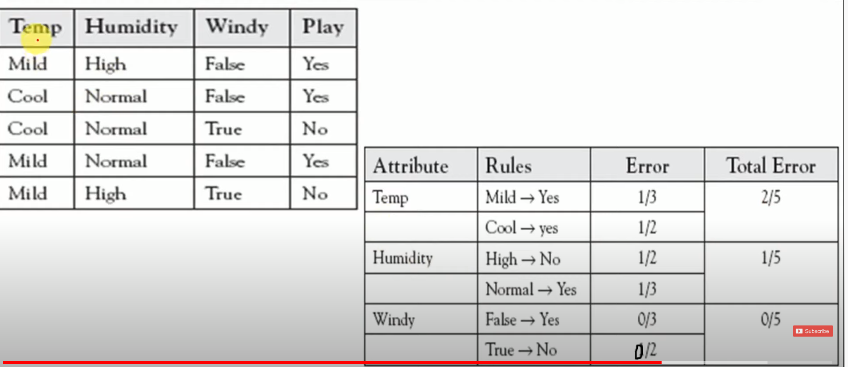 Temp Humidity Windy Play
Mild High False Yes
Cool Normal False Yes
Cool Normal True No
Mild Normal False Yes
Mild High True No
Attribute Rules Error Total Error
Temp Mild → Yes 1/3 2/5
Cool → yes 1/2
Humidity High → No 1/2 1/5
Normal → Yes 1/3
Windy False → Yes 0/3 0/5
Subscribe
True → No 0/2